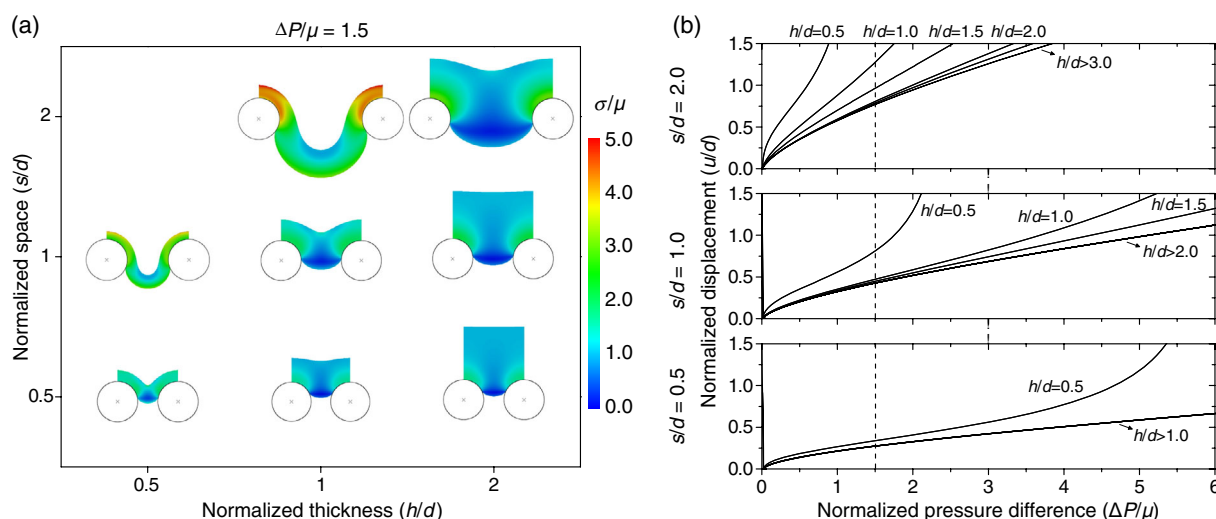 (a)
ΔP/μ = 1.5
Normalized space (s/d)
2
1
0.5
0.5
1
2
Normalized thickness (h/d)
σ/μ
5.0
4.0
3.0
2.0
1.0
0.0
(b)
Normalized displacement (u/d)
s/d = 2.0
h/d=0.5
h/d=1.0
h/d=1.5
h/d=2.0
h/d>3.0
1.5
1.0
0.5
0.0
s/d = 1.0
h/d=0.5
h/d=1.0
h/d=1.5
h/d>2.0
1.5
1.0
0.5
0.0
s/d = 0.5
h/d=0.5
h/d>1.0
1.5
1.0
0.5
0.0
0 1 2 3 4 5 6
Normalized pressure difference (ΔP/μ)